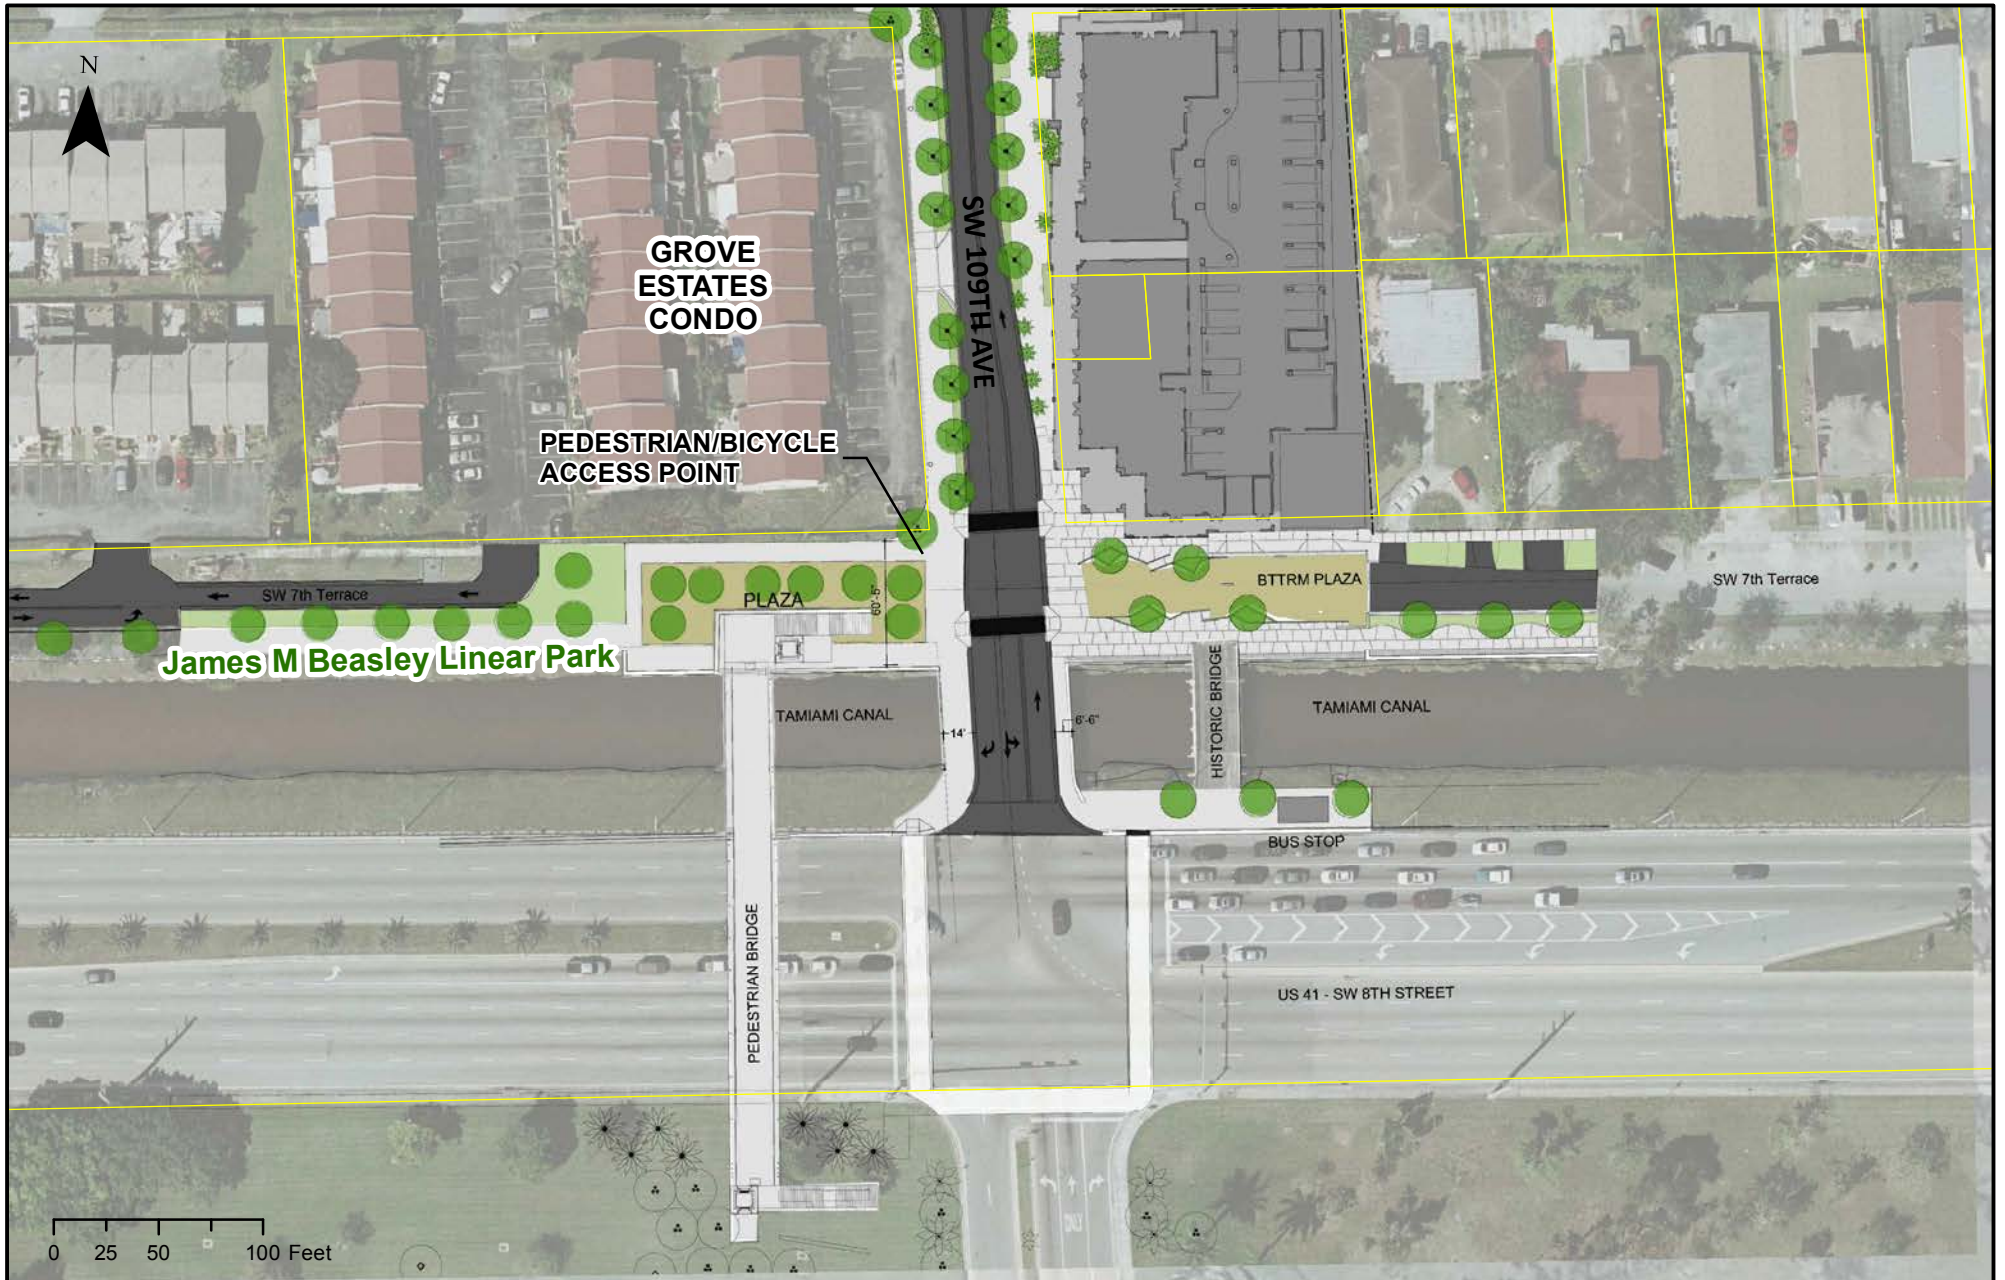 N
GROVE
ESTATES
CONDO
SW 109TH AVE
PEDESTRIAN/BICYCLE
ACCESS POINT
SW 7th Terrace
PLAZA
60'-5"
BTTRM PLAZA
SW 7th Terrace
James M Beasley Linear Park
TAMIAMI CANAL
14'
6'-6"
HISTORIC BRIDGE
TAMIAMI CANAL
BUS STOP
PEDESTRIAN BRIDGE
US 41 - SW 8TH STREET
ONLY
0 25 50 100 Feet